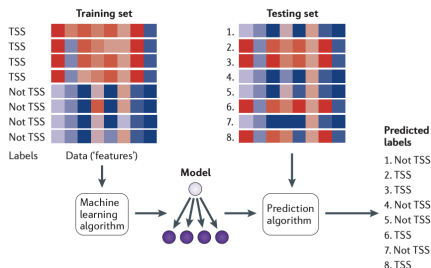 Training set
TSS
TSS
TSS
TSS
Not TSS
Not TSS
Not TSS
Not TSS
Labels
Data ('features')
Testing set
1.
2.
3.
4.
5.
6.
7.
8.
Machine
learning
algorithm
Model
Prediction
algorithm
Predicted
labels
1. Not TSS
2. TSS
3. TSS
4. Not TSS
5. Not TSS
6. TSS
7. Not TSS
8. TSS